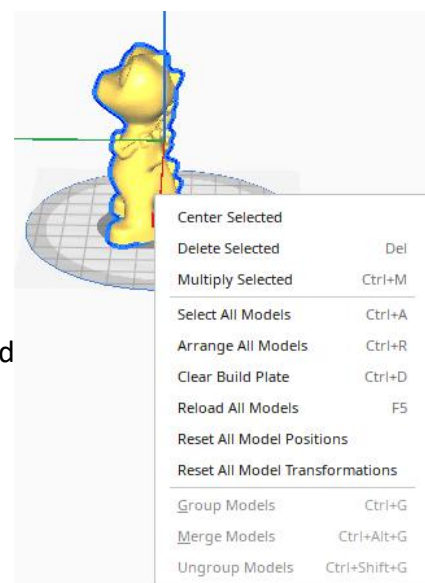 Center Selected
Delete Selected Del
Multiply Selected Ctrl+M
Select All Models Ctrl+A
d
Arrange All Models Ctrl+R
Clear Build Plate Ctrl+D
Reload All Models F5
Reset All Model Positions
Reset All Model Transformations
Group Models Ctrl+G
Merge Models Ctrl+Alt+G
Ungroup Models Ctrl+Shift+G